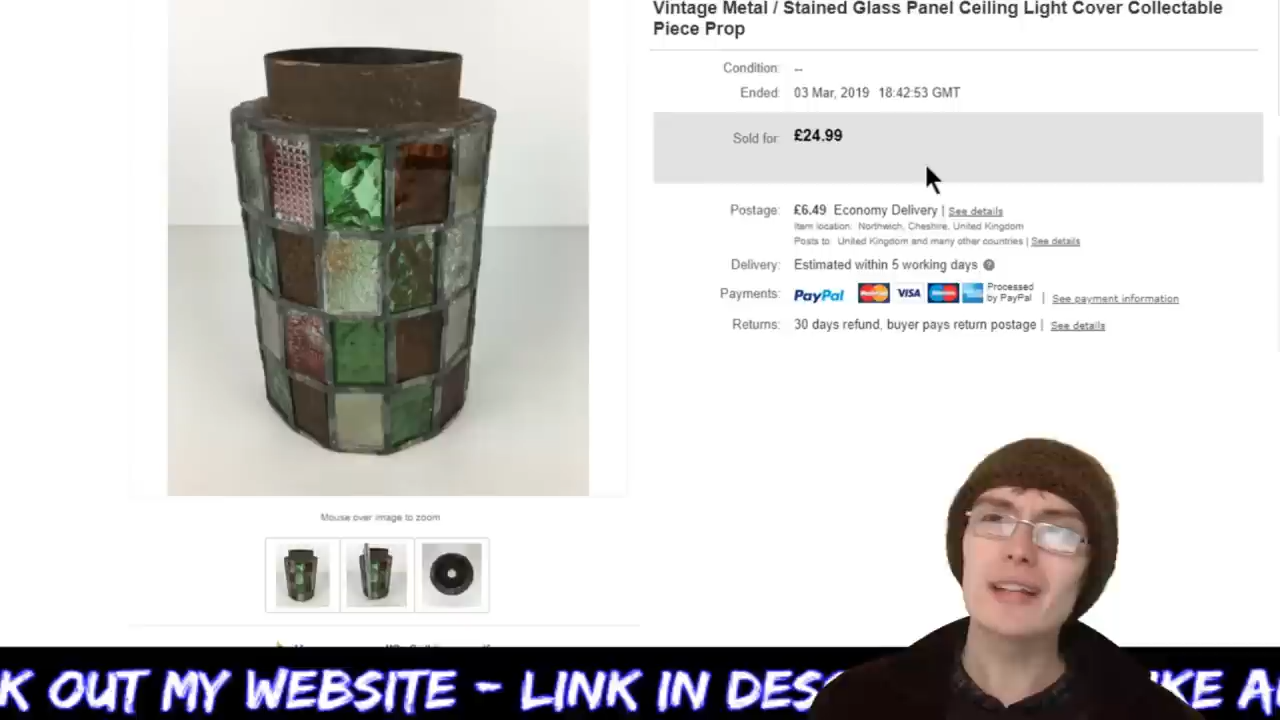 Vintage Metal / Stained Glass Panel Ceiling Light Cover Collectable
Piece Prop
Condition: --
Ended: 03 Mar, 2019 18:42:53 GMT
Sold for: £24.99
Postage: £6.49 Economy Delivery | See details
Item location: Northwich, Cheshire, United Kingdom
Posts to: United Kingdom and many other countries | See details
Delivery: Estimated within 5 working days ?
Payments: PayPal MasterCard VISA Processed by PayPal | See payment information
Returns: 30 days refund, buyer pays return postage | See details
Mouse over image to zoom
K OUT MY WEBSITE - LINK IN DESC IKE A